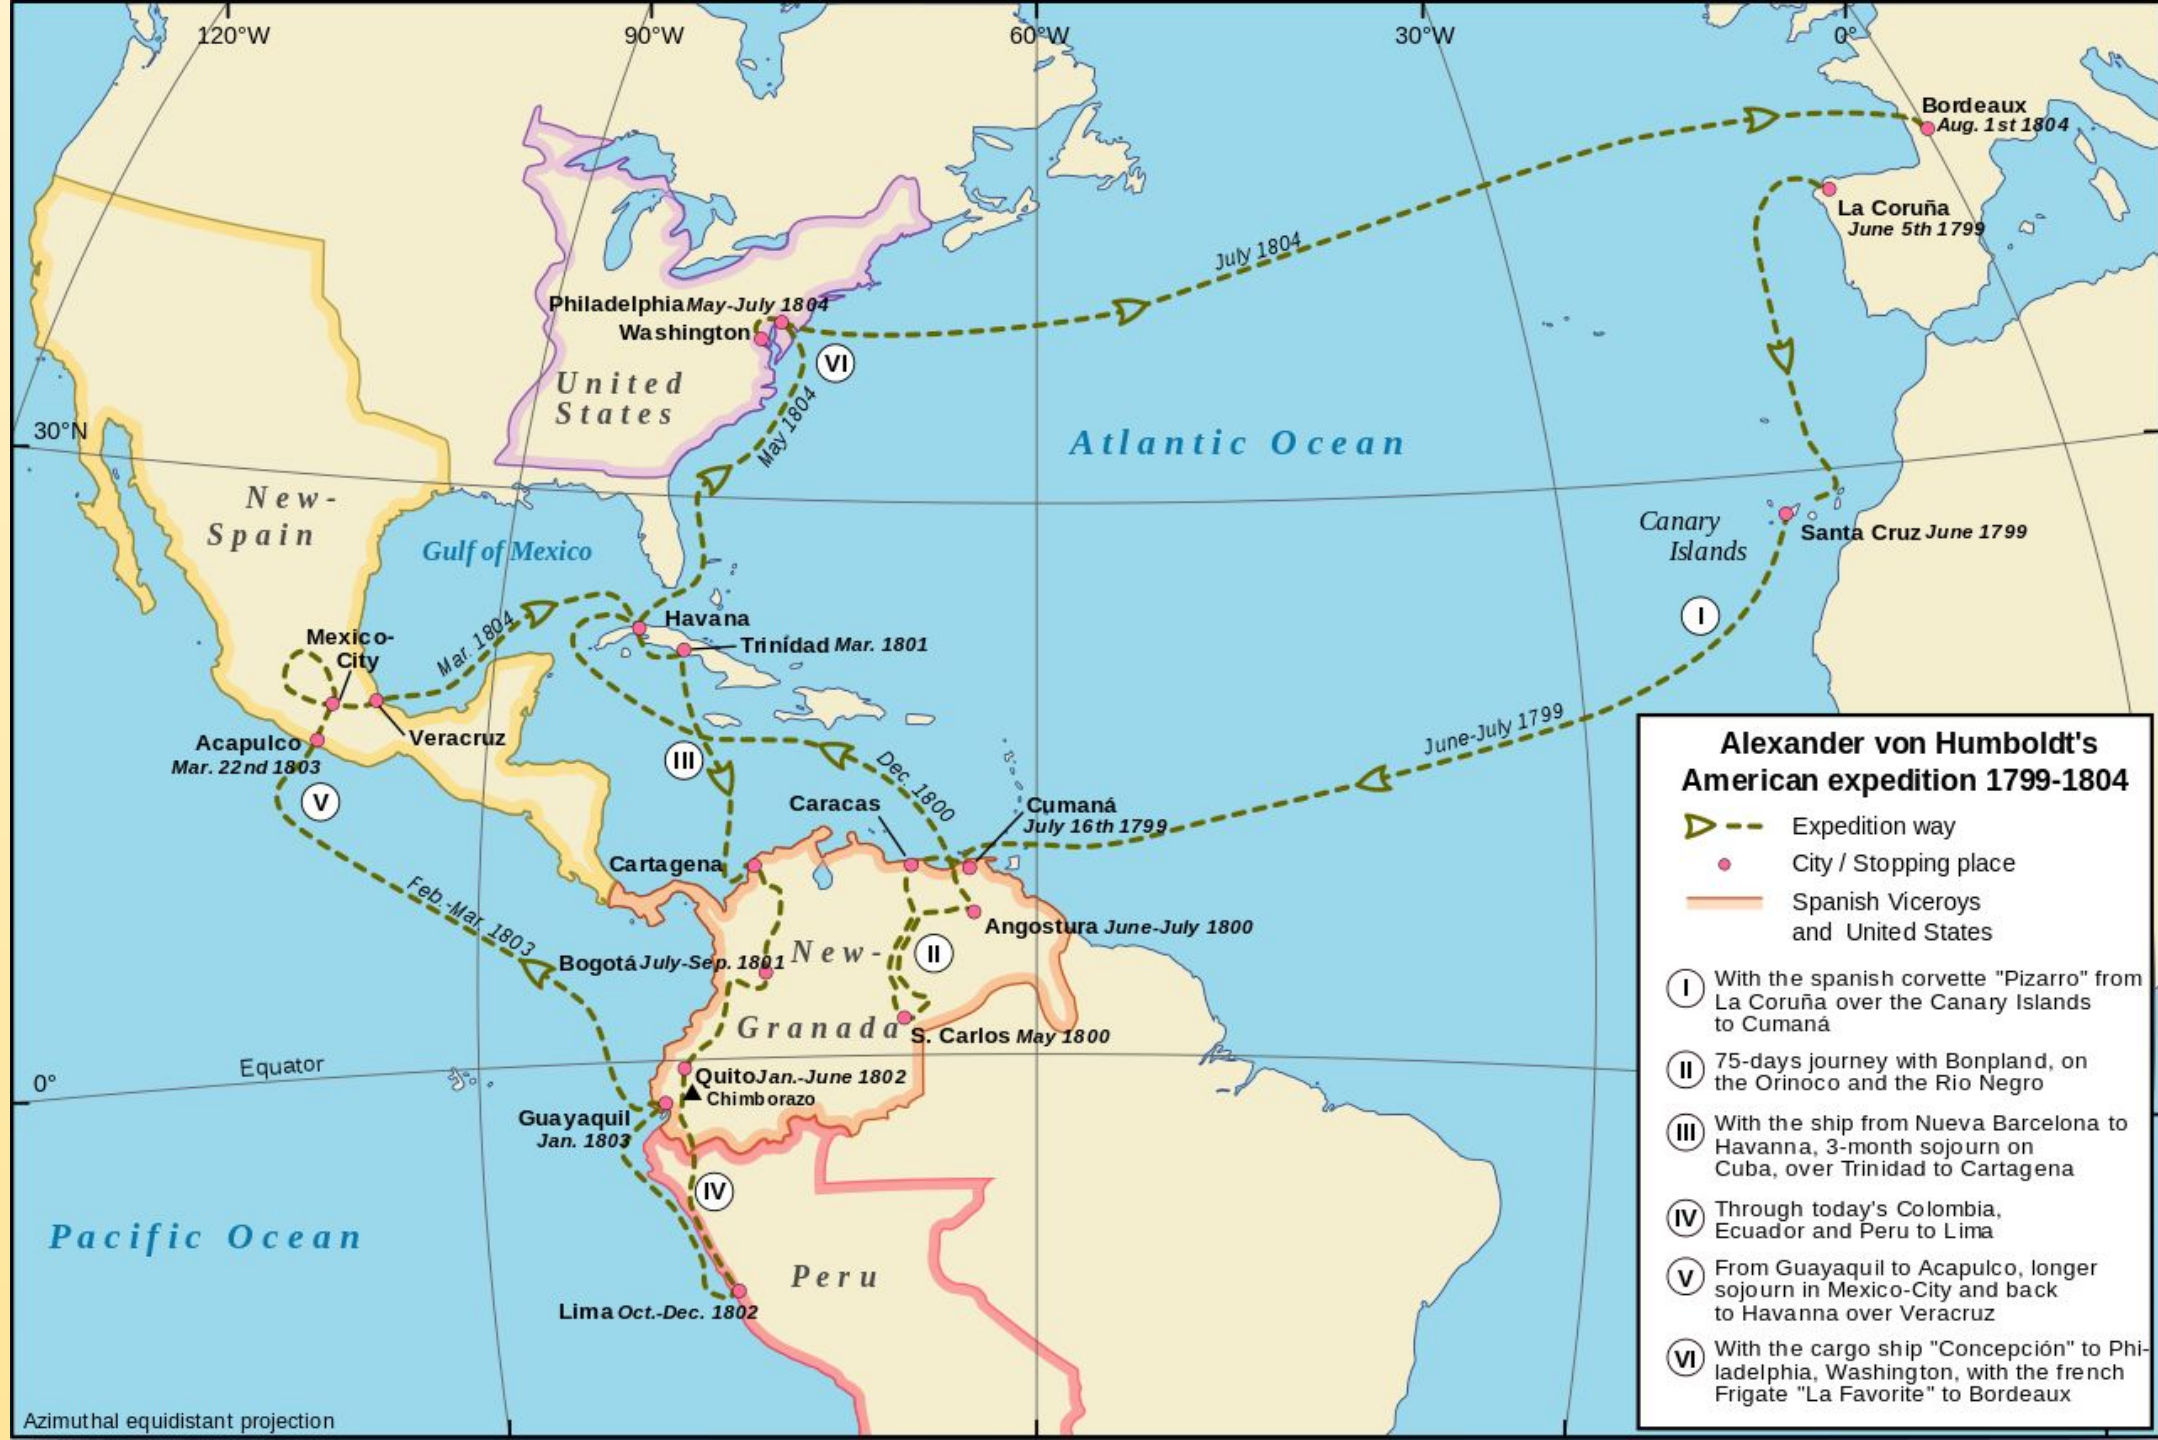 120°W
90°W
60°W
30°W
0°
Bordeaux
Aug. 1st 1804
La Coruña
June 5th 1799
July 1804
Philadelphia May-July 1804
Washington
VI
United
States
May 1804
30°N
Atlantic Ocean
New-
Spain
Gulf of Mexico
Canary
Islands
Santa Cruz June 1799
I
Mar. 1804
Havana
Trinídad Mar. 1801
Mexico-
City
Veracruz
Acapulco
Mar. 22nd 1803
V
III
Dec. 1800
June-July 1799
Caracas
Cumaná
July 16th 1799
Cartagena
Feb.-Mar. 1803
Angostura June-July 1800
II
Bogotá July-Sep. 1801
New-
Granada
S. Carlos May 1800
Equator
0°
Quito Jan.-June 1802
Chimborazo
Guayaquil
Jan. 1803
IV
Pacific Ocean
Peru
Lima Oct.-Dec. 1802
Azimuthal equidistant projection
Alexander von Humboldt's
American expedition 1799-1804
Expedition way
City / Stopping place
Spanish Viceroys
and United States
I With the spanish corvette "Pizarro" from
La Coruña over the Canary Islands
to Cumaná
II 75-days journey with Bonpland, on
the Orinoco and the Rio Negro
III With the ship from Nueva Barcelona to
Havanna, 3-month sojourn on
Cuba, over Trinidad to Cartagena
IV Through today's Colombia,
Ecuador and Peru to Lima
V From Guayaquil to Acapulco, longer
sojourn in Mexico-City and back
to Havanna over Veracruz
VI With the cargo ship "Concepción" to Phi-
ladelphia, Washington, with the french
Frigate "La Favorite" to Bordeaux